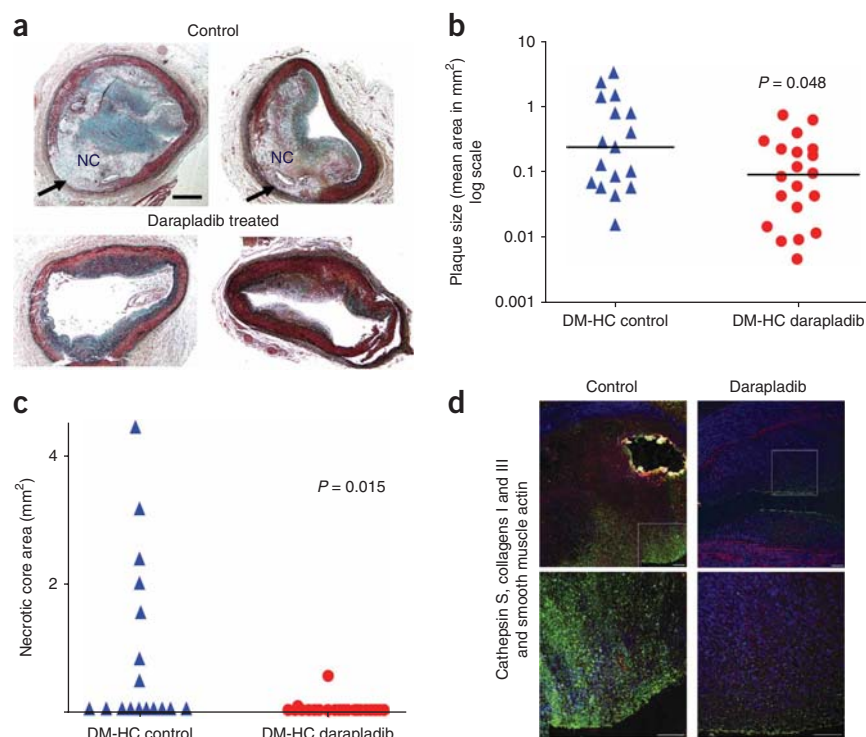 a
Control
NC
NC
Darapladib treated
b
Plaque size (mean area in mm²)
log scale
10
1
0.1
0.01
0.001
P = 0.048
DM-HC control
DM-HC darapladib
c
Necrotic core area (mm²)
4
2
P = 0.015
DM-HC control
DM-HC darapladib
d
Control
Darapladib
Cathepsin S, collagens I and III
and smooth muscle actin